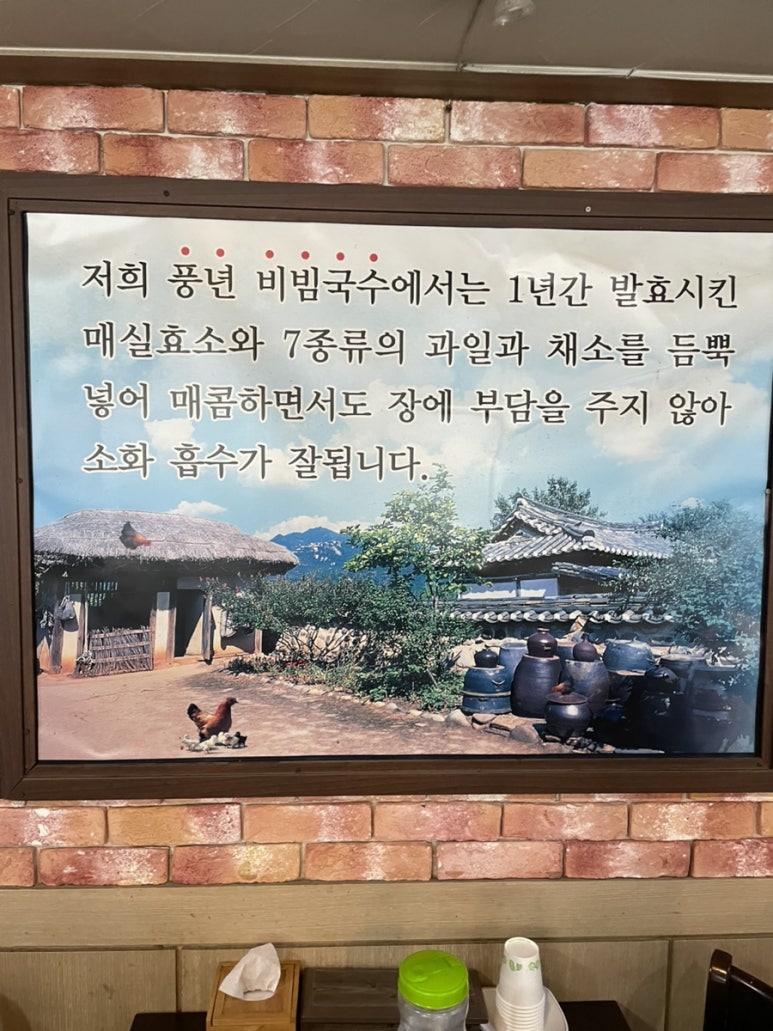 저희 풍년 비빔국수에서는 1년간 발효시킨
매실효소와 7종류의 과일과 채소를 듬뿍
넣어 매콤하면서도 장에 부담을 주지 않아
소화 흡수가 잘됩니다.